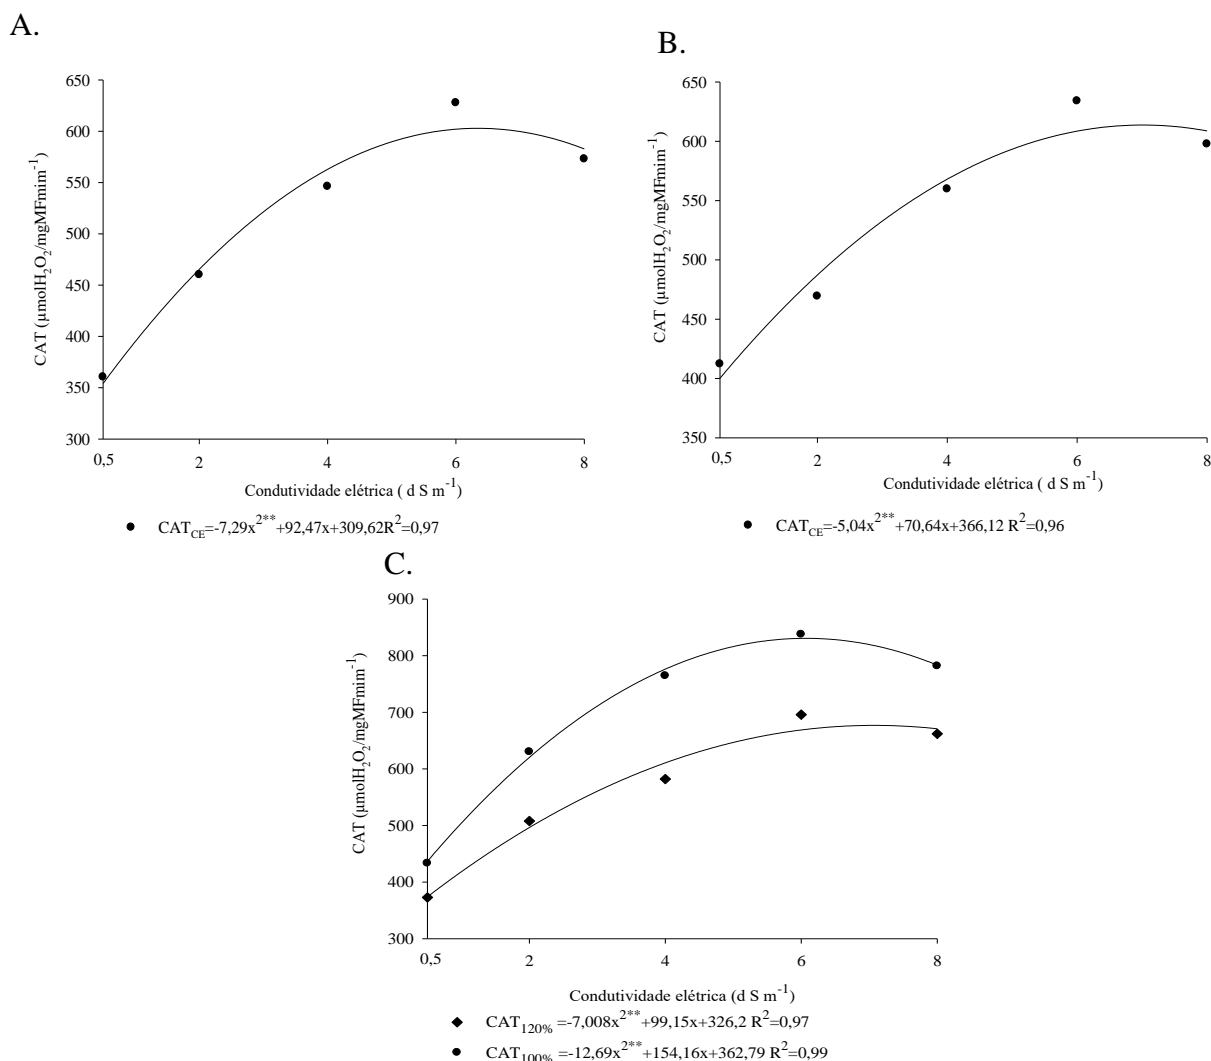 A.
650
600
550
500
450
400
350
300
CAT (µmolH₂O₂/mgMFmim⁻¹)
0,5 2 4 6 8
Condutividade elétrica ( d S m⁻¹)
CAT_CE=-7,29x²**+92,47x+309,62R²=0,97
B.
650
600
550
500
450
400
350
CAT (µmolH₂O₂/mgMFmim⁻¹)
0,5 2 4 6 8
Condutividade elétrica ( d S m⁻¹)
CAT_CE=-5,04x²**+70,64x+366,12 R²=0,96
C.
900
800
700
600
500
400
300
CAT (µmolH₂O₂/mgMFmim⁻¹)
0,5 2 4 6 8
Condutividade elétrica (d S m⁻¹)
CAT₁₂₀% =-7,008x²**+99,15x+326,2 R²=0,97
CAT₁₀₀% =-12,69x²**+154,16x+362,79 R²=0,99